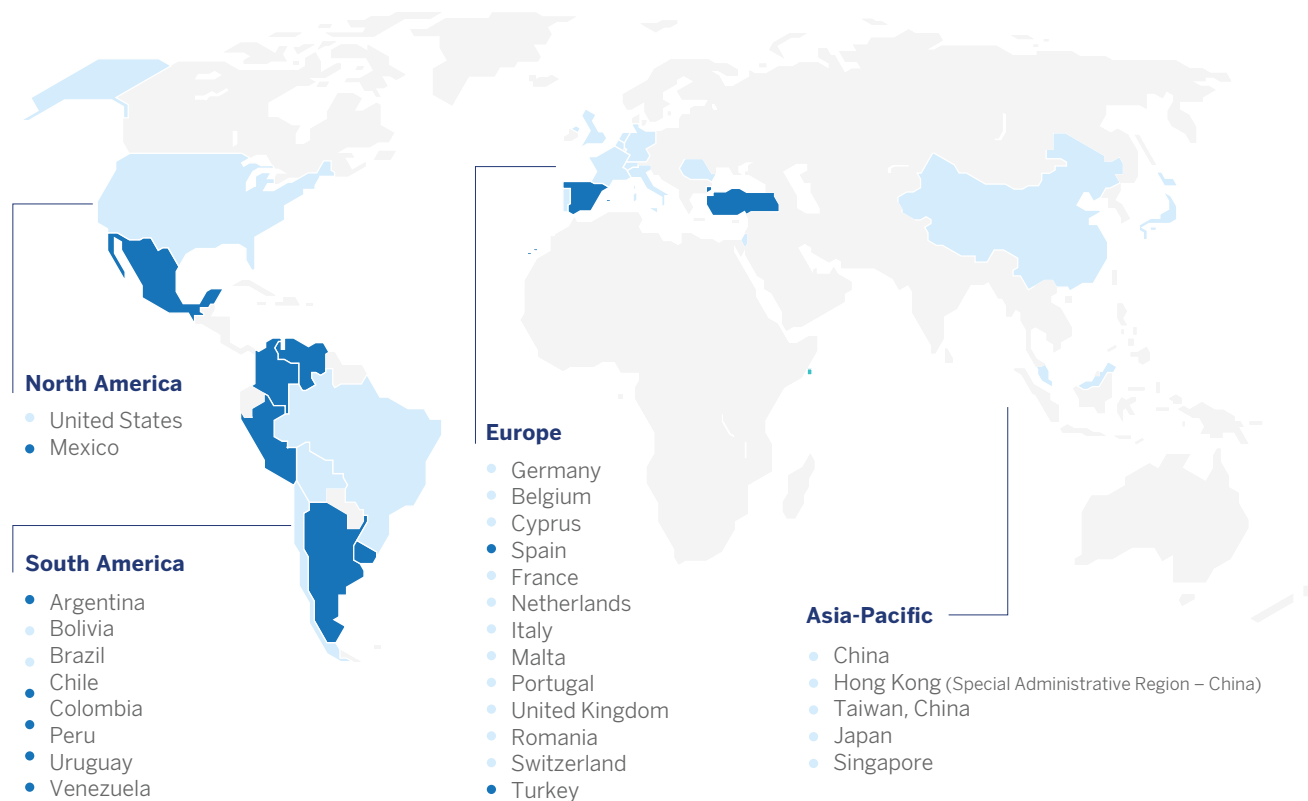 North America
United States
Mexico
South America
Argentina
Bolivia
Brazil
Chile
Colombia
Peru
Uruguay
Venezuela
Europe
Germany
Belgium
Cyprus
Spain
France
Netherlands
Italy
Malta
Portugal
United Kingdom
Romania
Switzerland
Turkey
Asia-Pacific
China
Hong Kong (Special Administrative Region – China)
Taiwan, China
Japan
Singapore